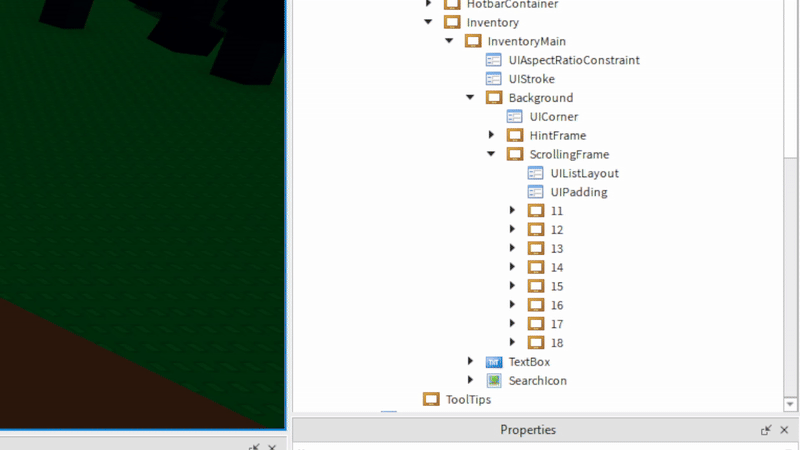 HotbarContainer
Inventory
InventoryMain
UIAspectRatioConstraint
UIStroke
Background
UICorner
HintFrame
ScrollingFrame
UIListLayout
UIPadding
11
12
13
14
15
16
17
18
TextBox
SearchIcon
ToolTips
Properties